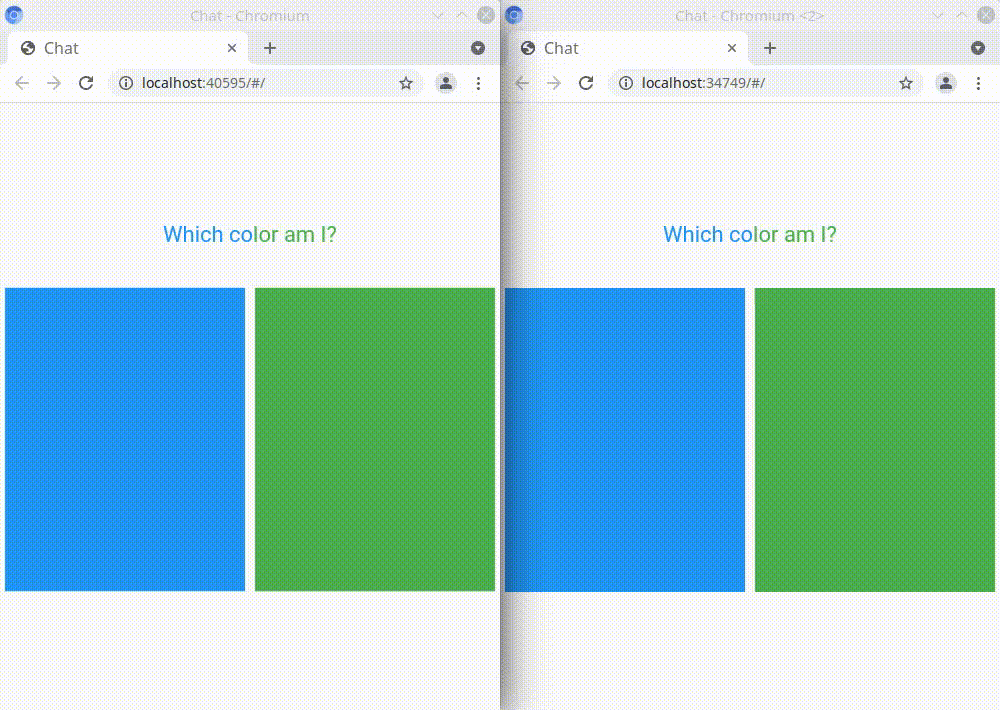 Chat - Chromium
Chat
localhost:40595/#/
Which color am I?
Chat - Chromium <2>
Chat
localhost:34749/#/
Which color am I?